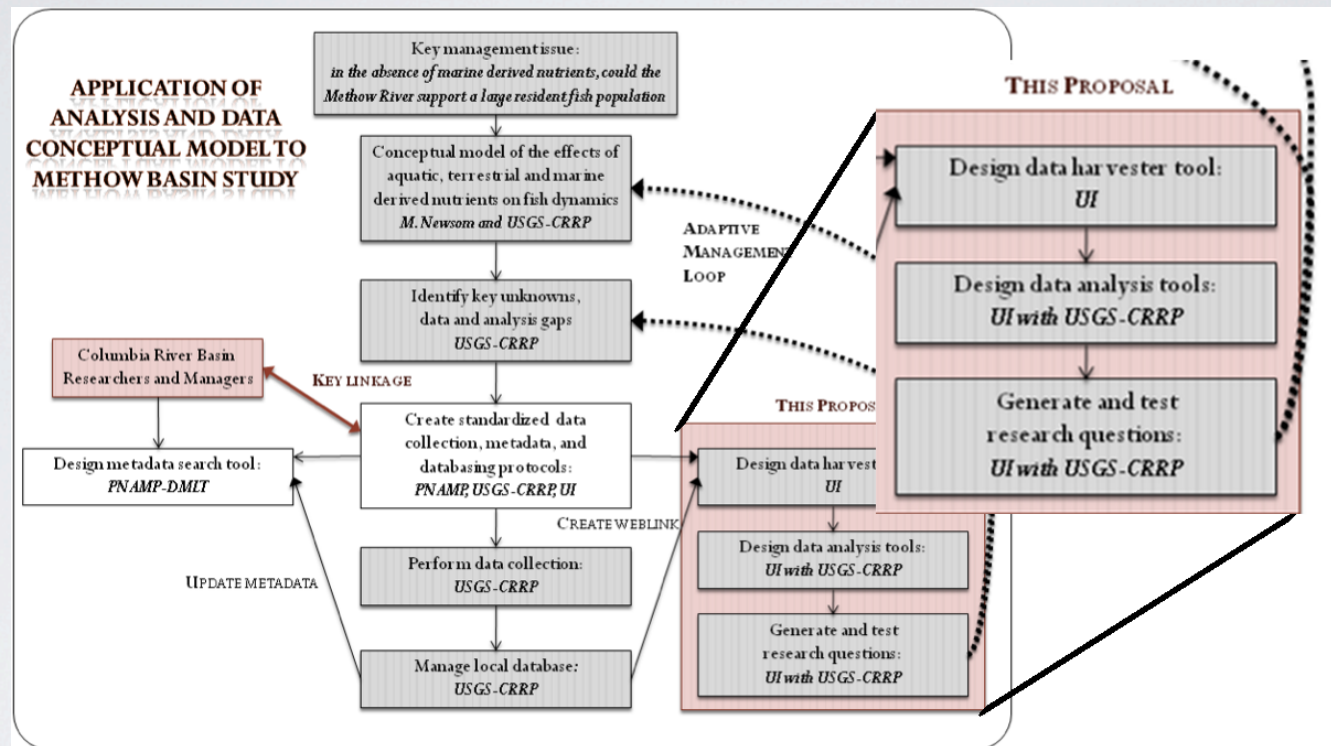 APPLICATION OF
ANALYSIS AND DATA
CONCEPTUAL MODEL TO
METHOW BASIN STUDY
Key management issue:
in the absence of marine derived nutrients, could the
Methow River support a large resident fish population
Conceptual model of the effects of
aquatic, terrestrial and marine
derived nutrients on fish dynamics
M. Newsom and USGS-CRRP
ADAPTIVE
MANAGEMENT
LOOP
Identify key unknowns,
data and analysis gaps
USGS-CRRP
Columbia River Basin
Researchers and Managers
KEY LINKAGE
Create standardized data
collection, metadata, and
databasing protocols:
PNAMP, USGS-CRRP, UI
Design metadata search tool:
PNAMP-DMLT
CREATE WEBLINK
UPDATE METADATA
Perform data collection:
USGS-CRRP
Manage local database:
USGS-CRRP
THIS PROPO
Design data harvest
UI
Design data analysis tools:
UI with USGS-CRRP
Generate and test
research questions:
UI with USGS-CRRP
THIS PROPOSAL
Design data harvester tool:
UI
Design data analysis tools:
UI with USGS-CRRP
Generate and test
research questions:
UI with USGS-CRRP